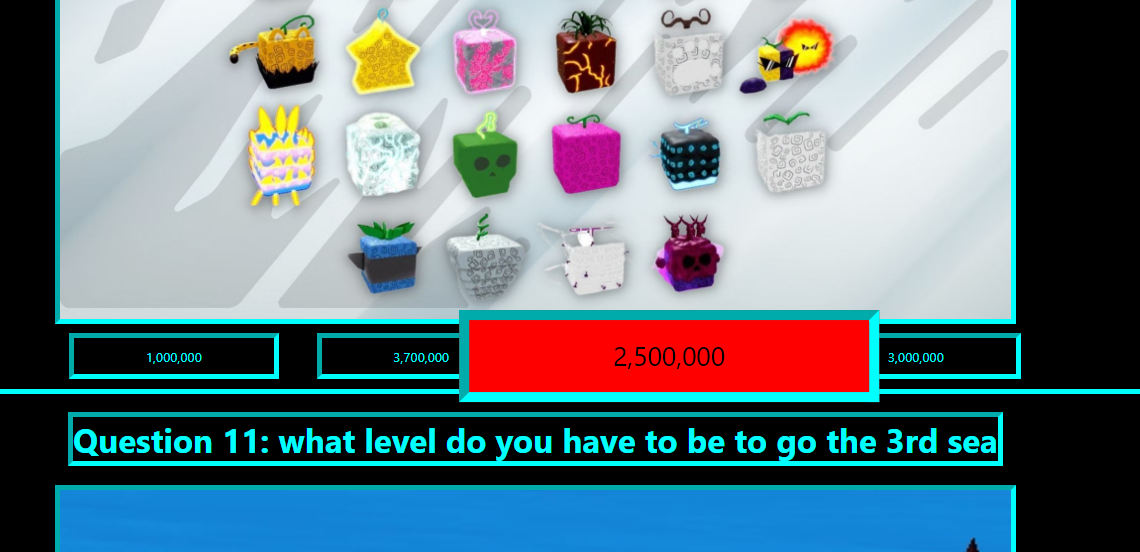 1,000,000
3,700,000
2,500,000
3,000,000
Question 11: what level do you have to be to go the 3rd sea